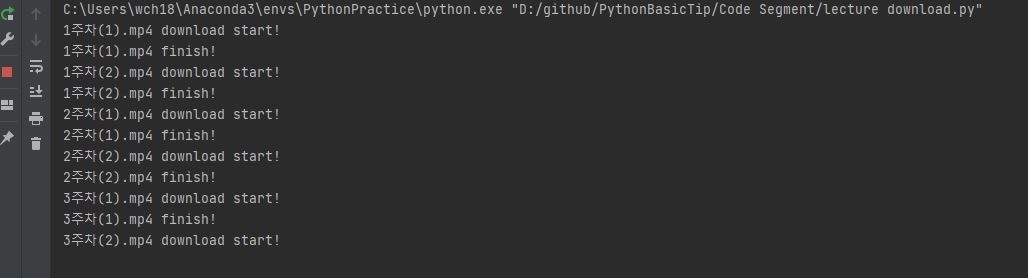 C:\Users\wch18\Anaconda3\envs\PythonPractice\python.exe "D:/github/PythonBasicTip/Code Segment/lecture download.py"
1주차(1).mp4 download start!
1주차(1).mp4 finish!
1주차(2).mp4 download start!
1주차(2).mp4 finish!
2주차(1).mp4 download start!
2주차(1).mp4 finish!
2주차(2).mp4 download start!
2주차(2).mp4 finish!
3주차(1).mp4 download start!
3주차(1).mp4 finish!
3주차(2).mp4 download start!